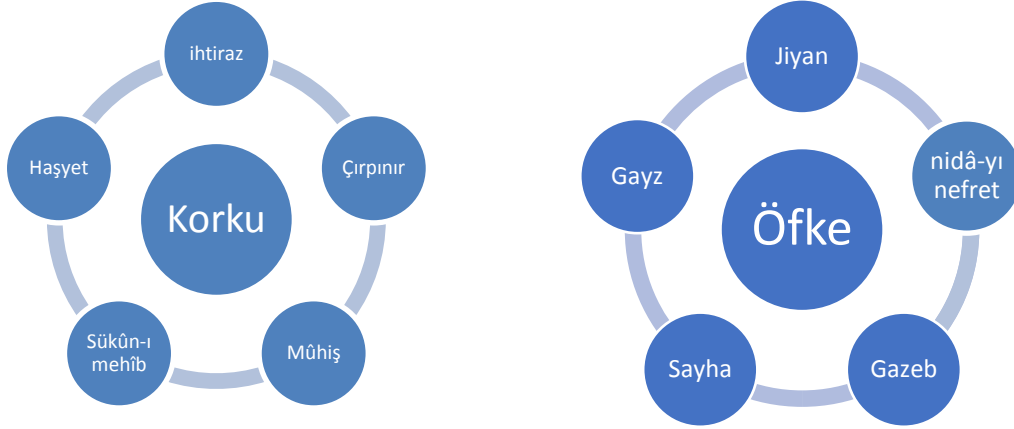 ihtiraz
Çırpınır
Mûhiş
Sükûn-ı
mehîb
Haşyet
Korku
Jiyan
nidâ-yı
nefret
Gazeb
Sayha
Gayz
Öfke